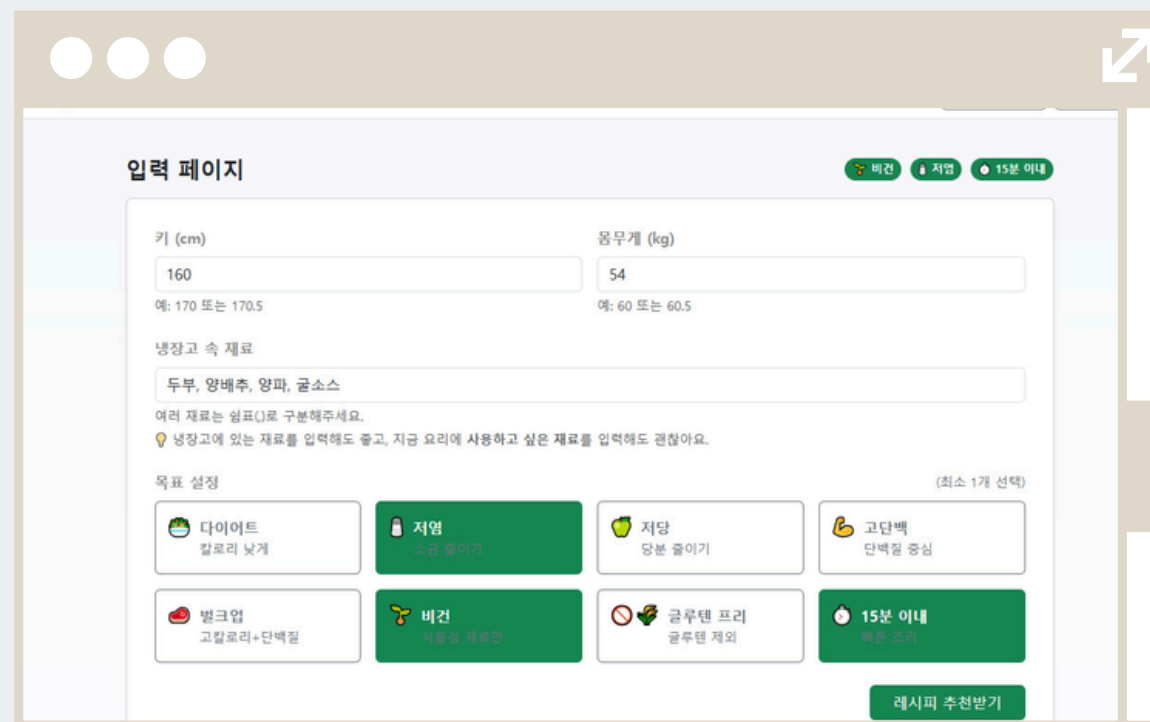 입력 페이지
비건 저염 15분 이내
키 (cm) 몸무게 (kg)
160 54
예: 170 또는 170.5 예: 60 또는 60.5
냉장고 속 재료
두부, 양배추, 양파, 굴소스
여러 재료는 쉼표(,)로 구분해주세요.
냉장고에 있는 재료를 입력해도 좋고, 지금 요리에 사용하고 싶은 재료를 입력해도 괜찮아요.
목표 설정 (최소 1개 선택)
다이어트 저염 저당 고단백
칼로리 낮게 소금 줄이기 당분 줄이기 단백질 중심
벌크업 비건 글루텐 프리 15분 이내
고칼로리+단백질 식물성 재료만 글루텐 제외 빠른 조리
레시피 추천받기